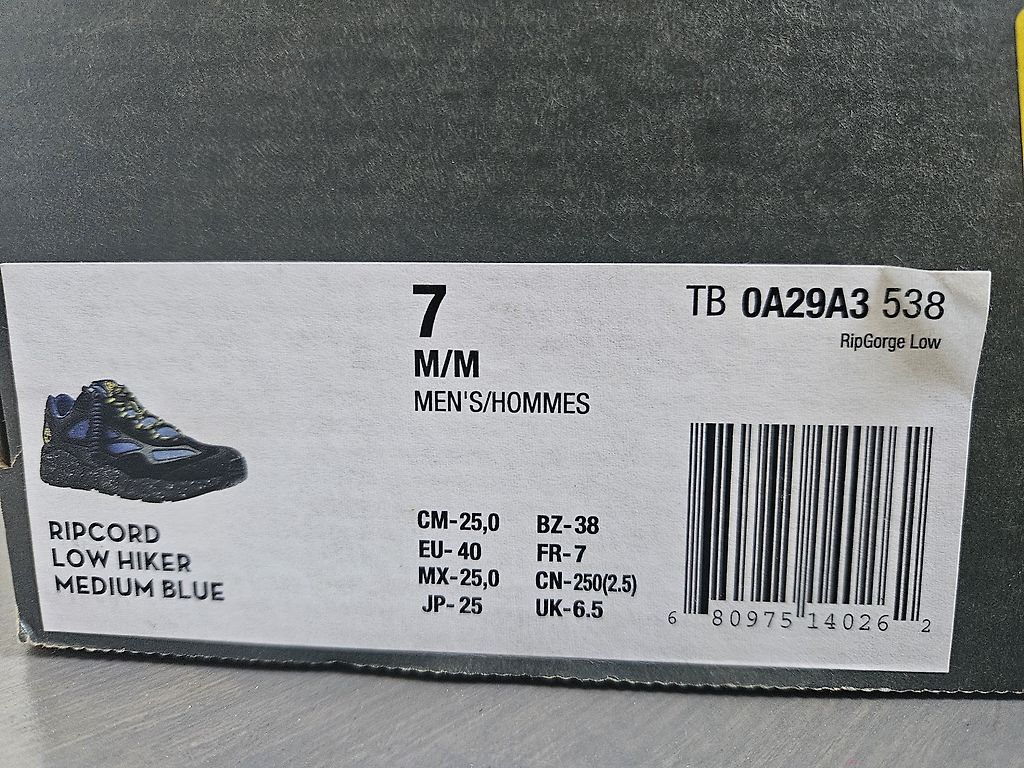 7
M/M
MEN'S/HOMMES
TB 0A29A3 538
RipGorge Low
RIPCORD
LOW HIKER
MEDIUM BLUE
CM-25,0 BZ-38
EU-40 FR-7
MX-25,0 CN-250(2.5)
JP-25 UK-6.5
6 80975 14026 2